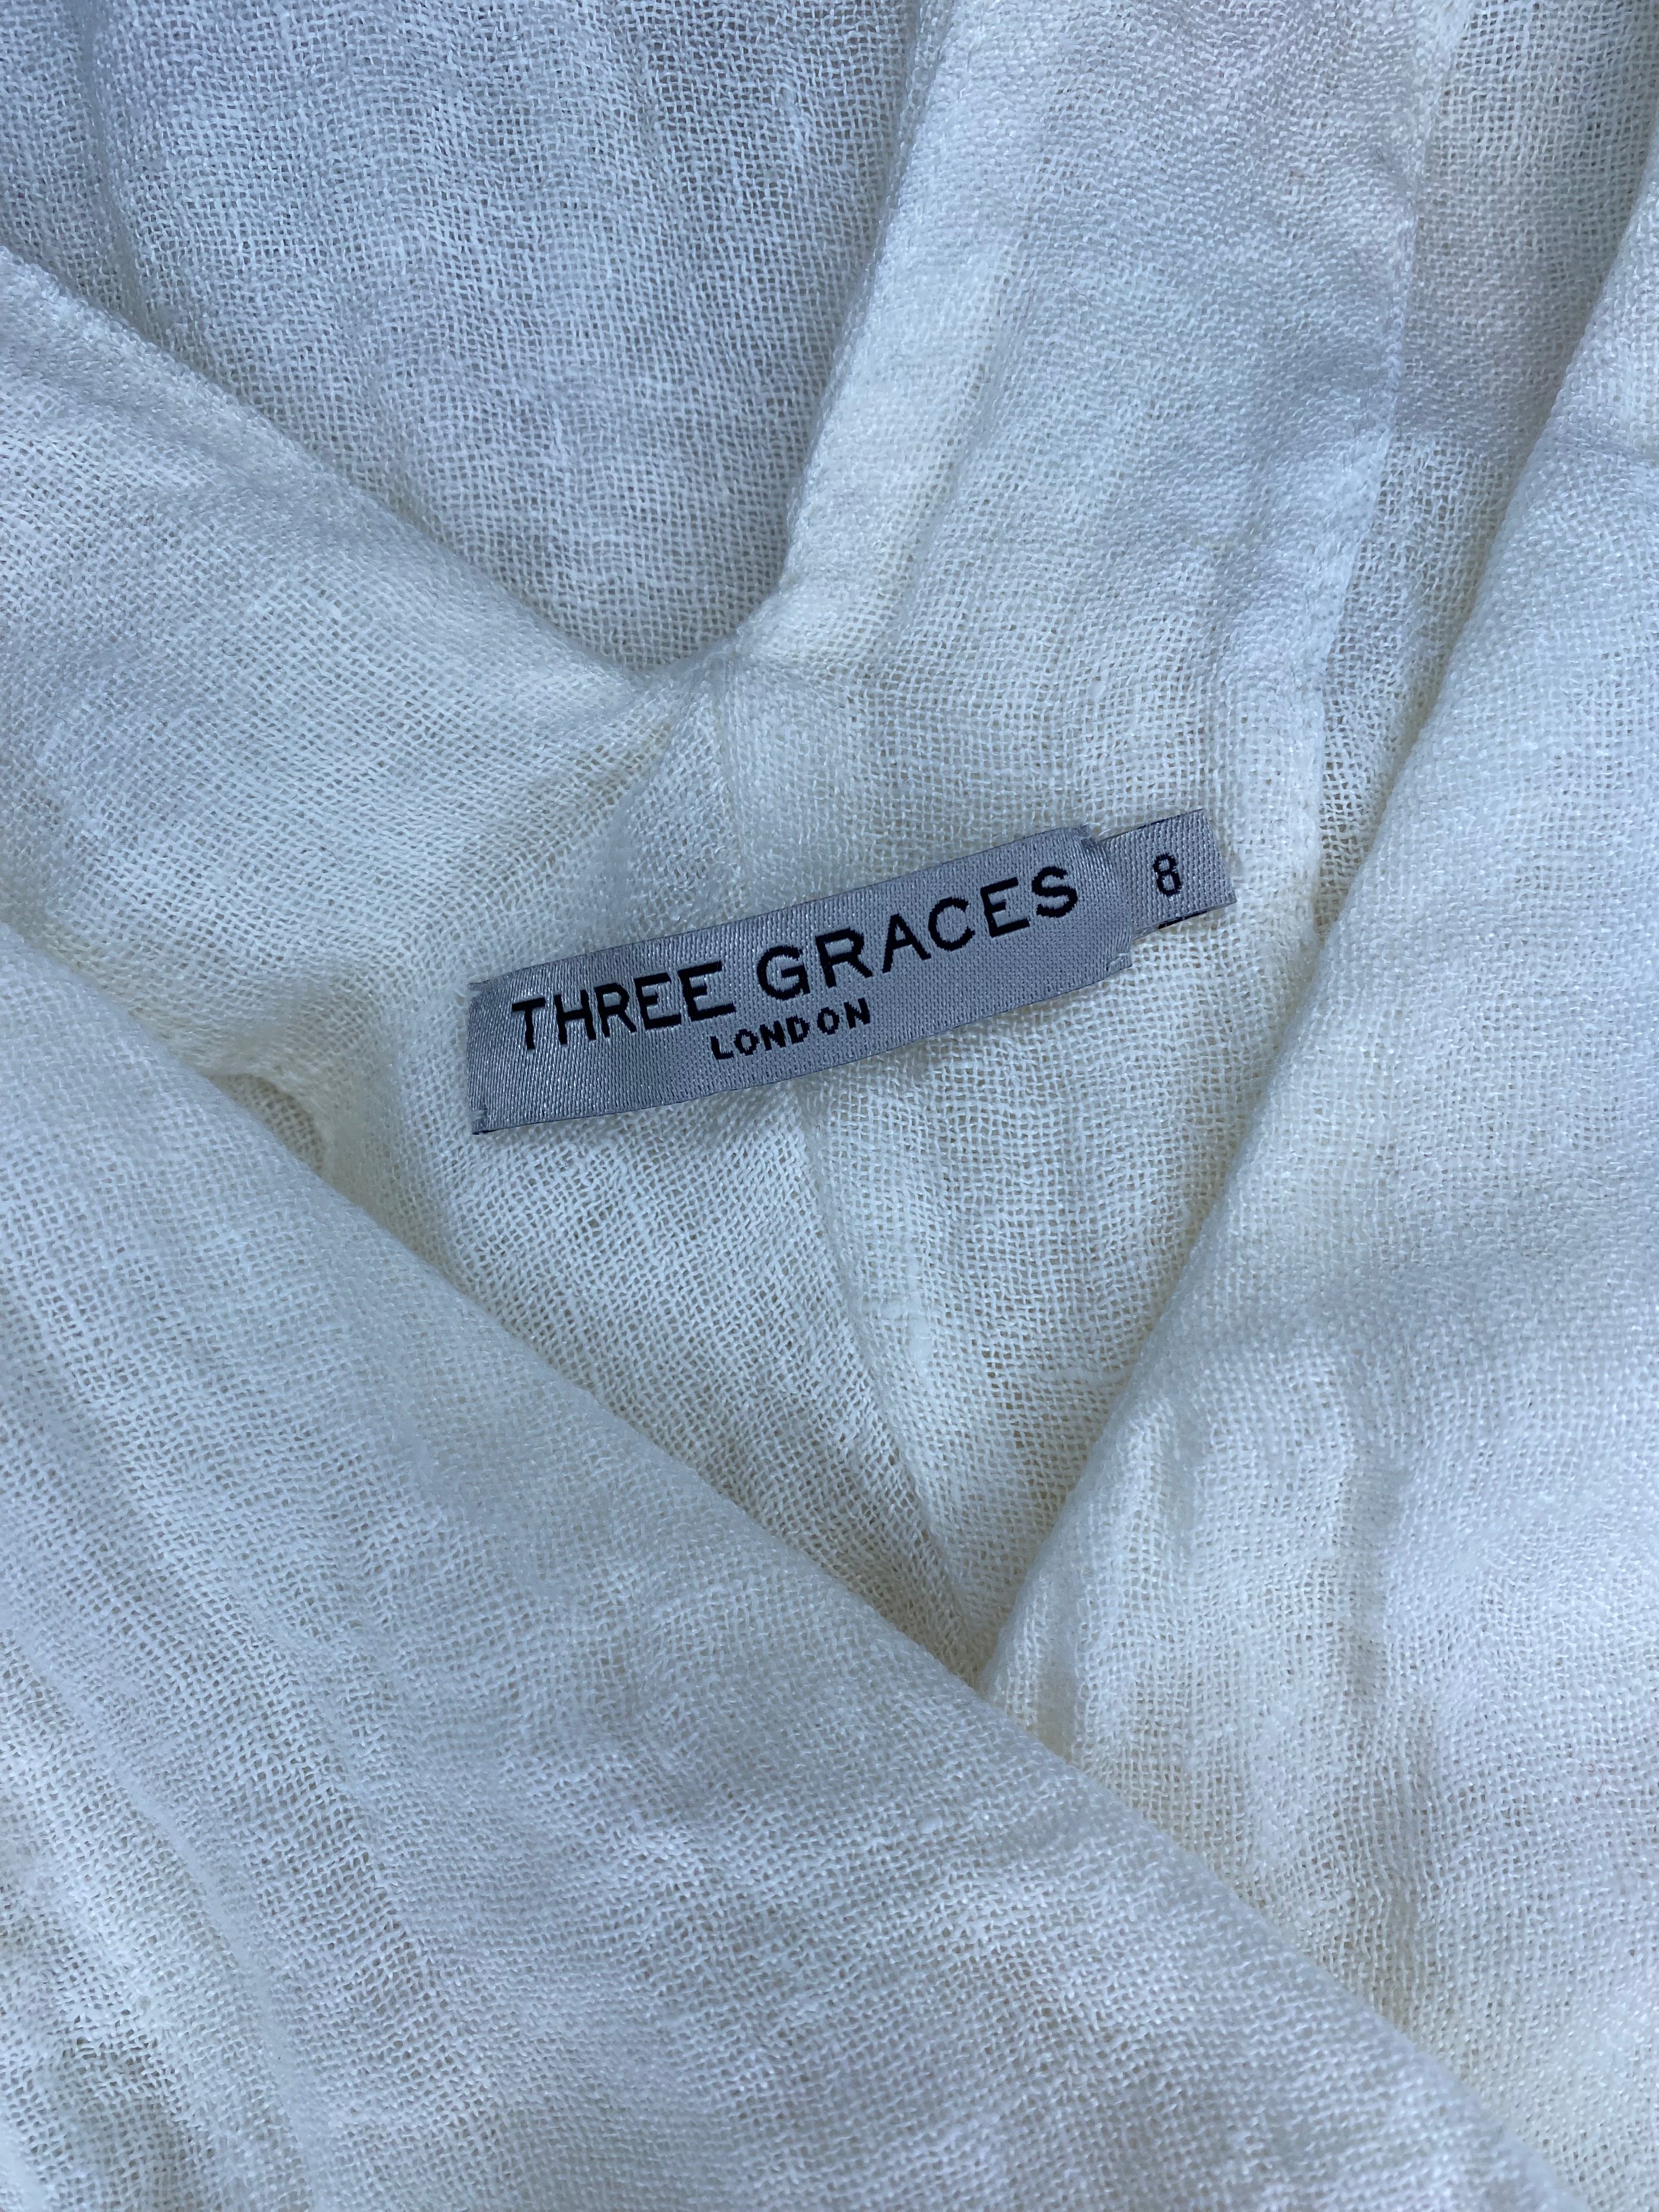 THREE GRACES
LONDON
8